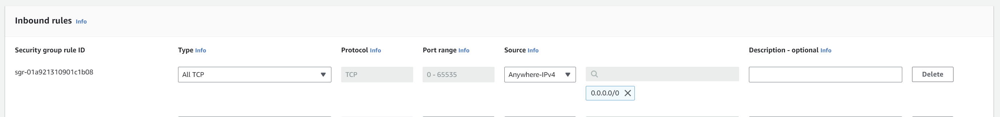 Inbound rules Info
Security group rule ID Type Info Protocol Info Port range Info Source Info Description - optional Info
sgr-01a921310901c1b08 All TCP TCP 0 - 65535 Anywhere-IPv4 Delete
0.0.0.0/0